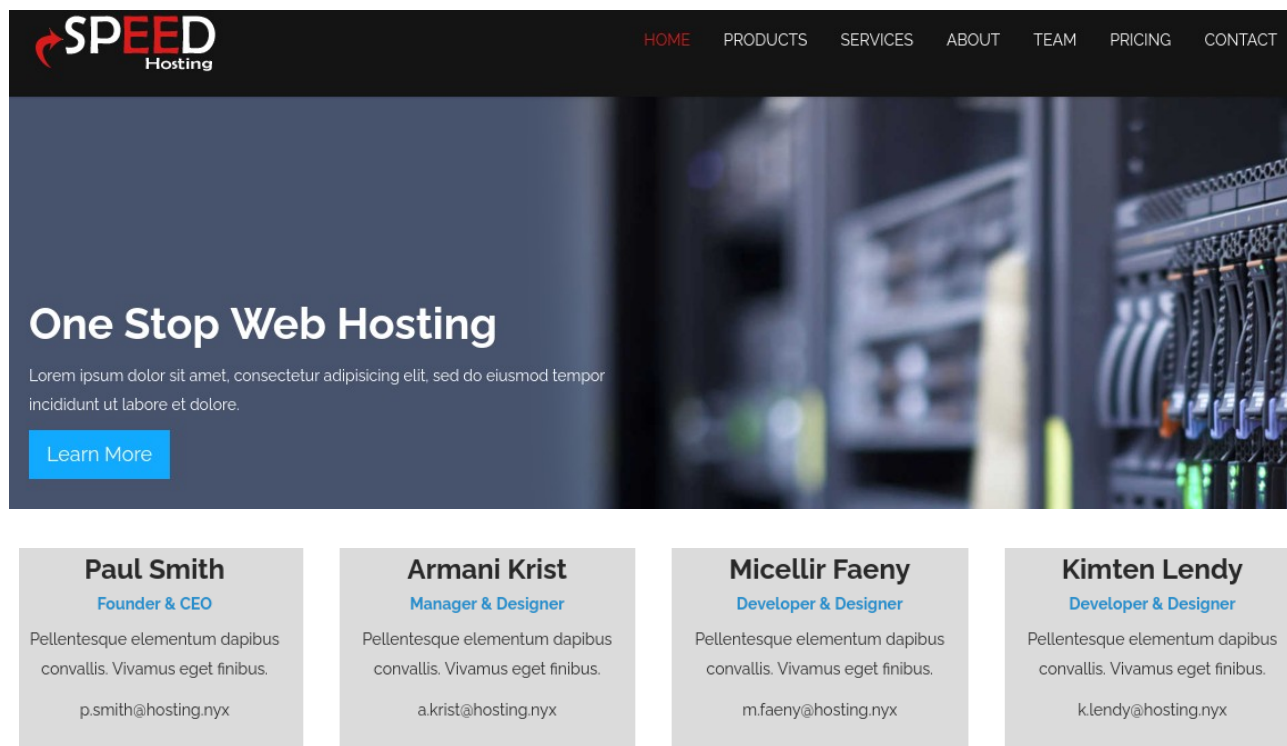 SPEED
Hosting
HOME PRODUCTS SERVICES ABOUT TEAM PRICING CONTACT
One Stop Web Hosting
Lorem ipsum dolor sit amet, consectetur adipisicing elit, sed do eiusmod tempor
incididunt ut labore et dolore.
Learn More
Paul Smith
Founder & CEO
Pellentesque elementum dapibus
convallis. Vivamus eget finibus.
p.smith@hosting.nyx
Armani Krist
Manager & Designer
Pellentesque elementum dapibus
convallis. Vivamus eget finibus.
a.krist@hosting.nyx
Micellir Faeny
Developer & Designer
Pellentesque elementum dapibus
convallis. Vivamus eget finibus.
m.faeny@hosting.nyx
Kimten Lendy
Developer & Designer
Pellentesque elementum dapibus
convallis. Vivamus eget finibus.
k.lendy@hosting.nyx